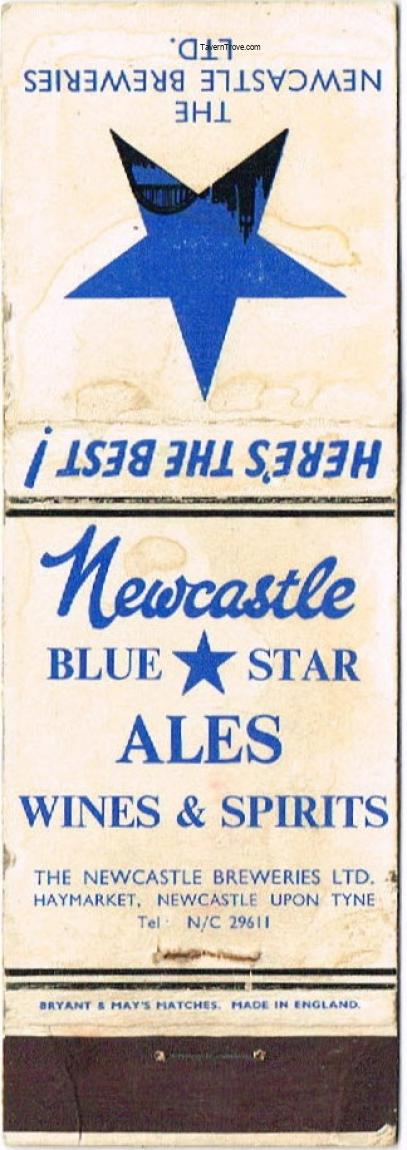 TavernTrove.com
THE
NEWCASTLE BREWERIES
LTD.
HERE'S THE BEST!
Newcastle
BLUE STAR
ALES
WINES & SPIRITS
THE NEWCASTLE BREWERIES LTD.
HAYMARKET, NEWCASTLE UPON TYNE
Tel · N/C 29611
BRYANT & MAY'S MATCHES. MADE IN ENGLAND.